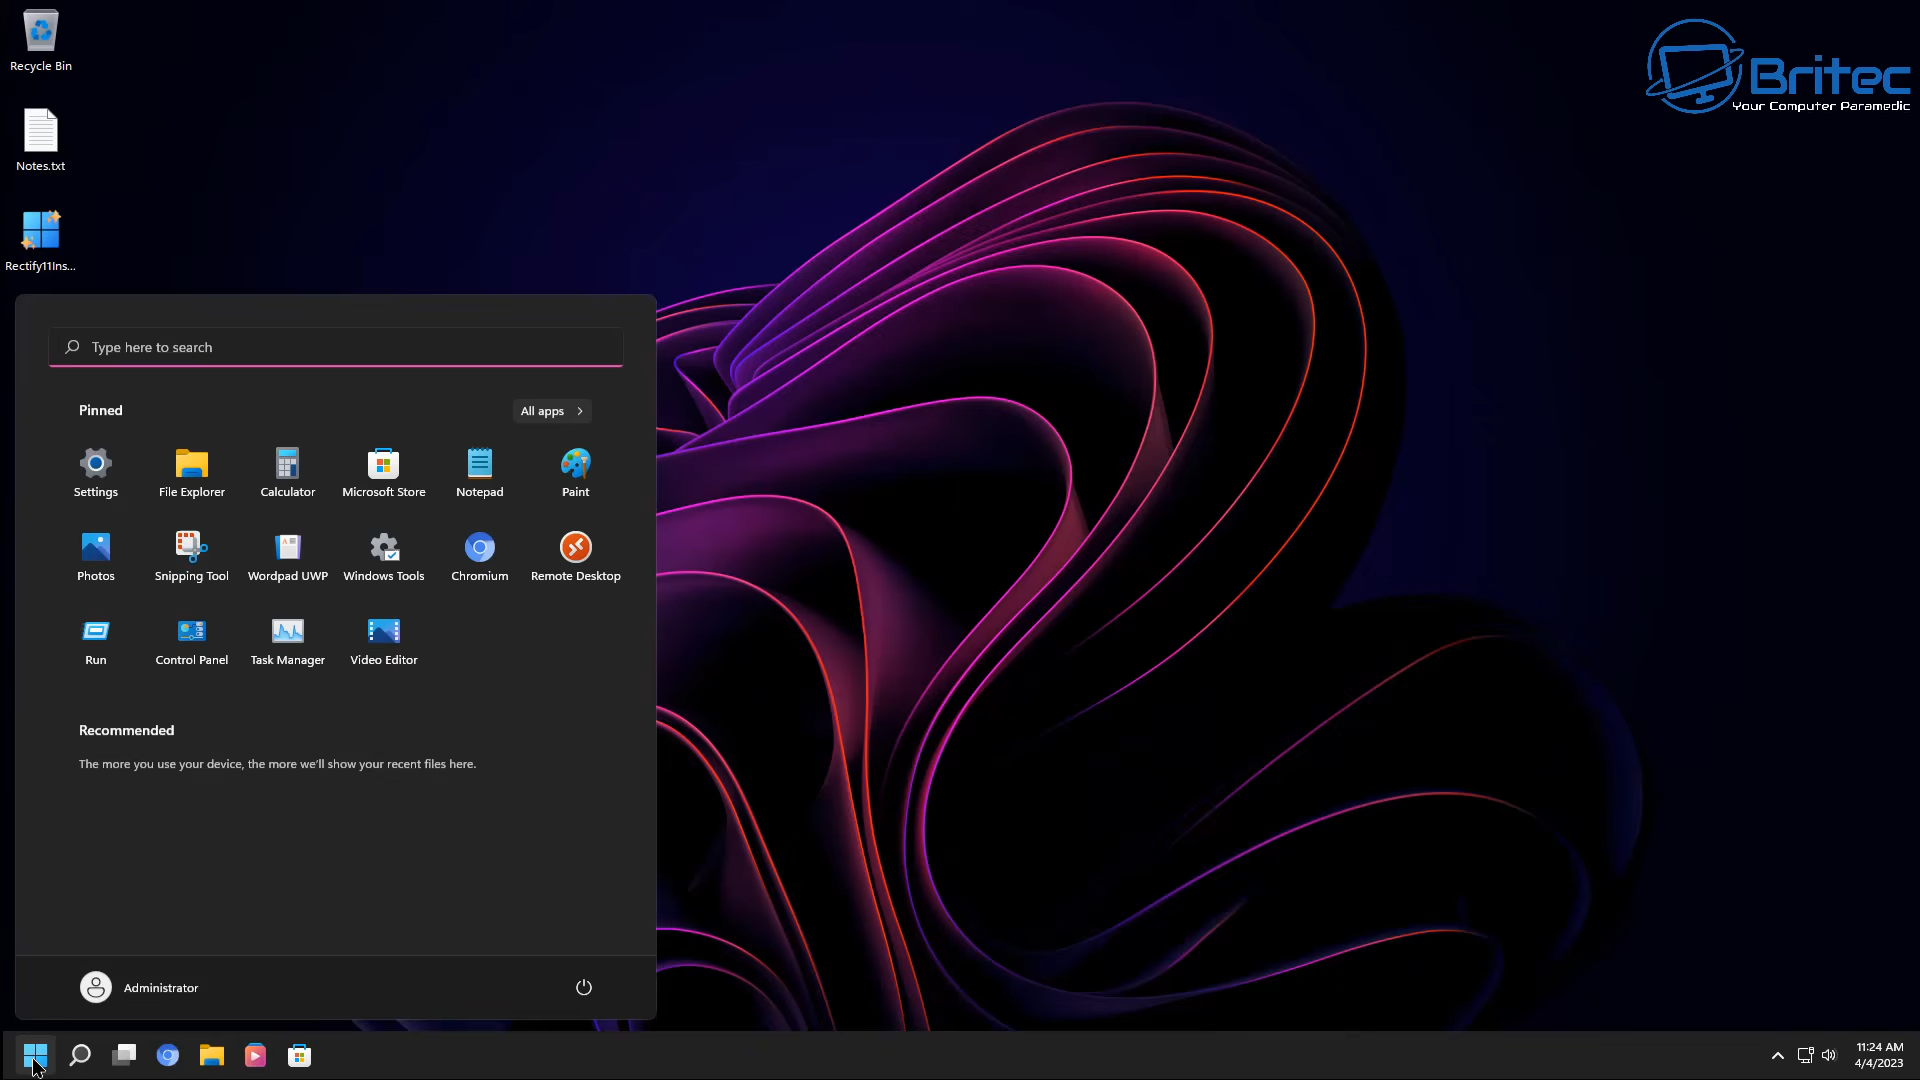 Recycle Bin
Notes.txt
Rectify11Ins...
Britec
Your Computer Paramedic
Type here to search
Pinned
All apps
Settings
File Explorer
Calculator
Microsoft Store
Notepad
Paint
Photos
Snipping Tool
Wordpad UWP
Windows Tools
Chromium
Remote Desktop
Run
Control Panel
Task Manager
Video Editor
Recommended
The more you use your device, the more we'll show your recent files here.
Administrator
11:24 AM
4/4/2023